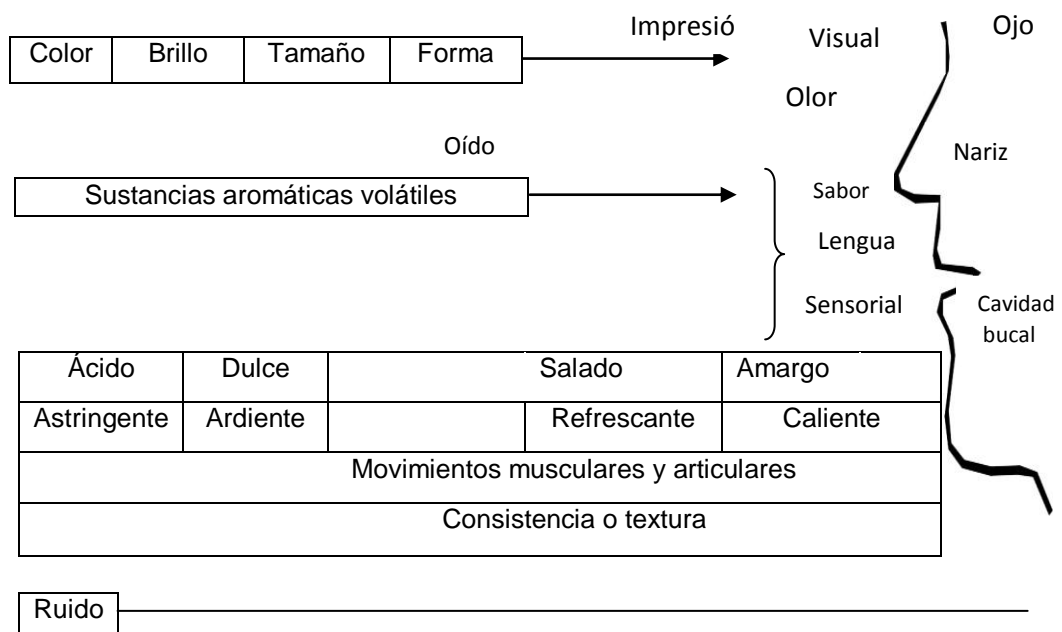 Impresió Visual Ojo
Color Brillo Tamaño Forma
Olor
Oído Nariz
Sustancias aromáticas volátiles Sabor
Lengua
Sensorial Cavidad
bucal
Ácido Dulce Salado Amargo
Astringente Ardiente Refrescante Caliente
Movimientos musculares y articulares
Consistencia o textura
Ruido